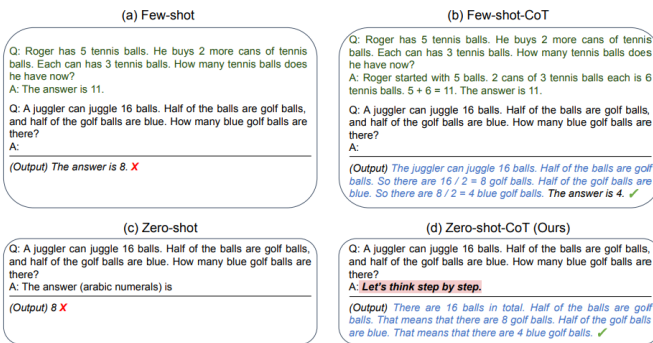 (a) Few-shot
Q: Roger has 5 tennis balls. He buys 2 more cans of tennis
balls. Each can has 3 tennis balls. How many tennis balls does
he have now?
A: The answer is 11.
Q: A juggler can juggle 16 balls. Half of the balls are golf balls,
and half of the golf balls are blue. How many blue golf balls are
there?
A:
(Output) The answer is 8. ✗
(b) Few-shot-CoT
Q: Roger has 5 tennis balls. He buys 2 more cans of tennis
balls. Each can has 3 tennis balls. How many tennis balls does
he have now?
A: Roger started with 5 balls. 2 cans of 3 tennis balls each is 6
tennis balls. 5 + 6 = 11. The answer is 11.
Q: A juggler can juggle 16 balls. Half of the balls are golf balls,
and half of the golf balls are blue. How many blue golf balls are
there?
A:
(Output) The juggler can juggle 16 balls. Half of the balls are golf
balls. So there are 16 / 2 = 8 golf balls. Half of the golf balls are
blue. So there are 8 / 2 = 4 blue golf balls. The answer is 4. ✓
(c) Zero-shot
Q: A juggler can juggle 16 balls. Half of the balls are golf balls,
and half of the golf balls are blue. How many blue golf balls are
there?
A: The answer (arabic numerals) is
(Output) 8 ✗
(d) Zero-shot-CoT (Ours)
Q: A juggler can juggle 16 balls. Half of the balls are golf balls,
and half of the golf balls are blue. How many blue golf balls are
there?
A: Let's think step by step.
(Output) There are 16 balls in total. Half of the balls are golf
balls. That means that there are 8 golf balls. Half of the golf balls
are blue. That means that there are 4 blue golf balls. ✓